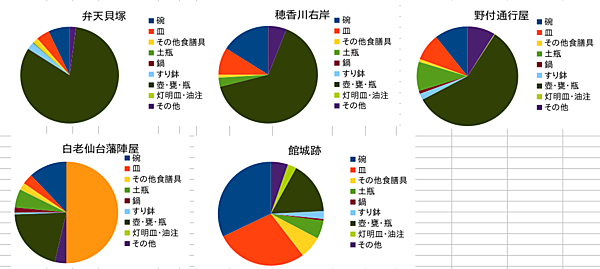 弁天貝塚
碗
皿
その他食膳具
土瓶
鍋
すり鉢
壺・甕・瓶
灯明皿・油注
その他
穂香川右岸
碗
皿
その他食膳具
土瓶
鍋
すり鉢
壺・甕・瓶
灯明皿・油注
その他
野付通行屋
碗
皿
その他食膳具
土瓶
鍋
すり鉢
壺・甕・瓶
灯明皿・油注
その他
白老仙台藩陣屋
碗
皿
その他食膳具
土瓶
鍋
すり鉢
壺・甕・瓶
灯明皿・油注
その他
館城跡
碗
皿
その他食膳具
土瓶
鍋
すり鉢
壺・甕・瓶
灯明皿・油注
その他